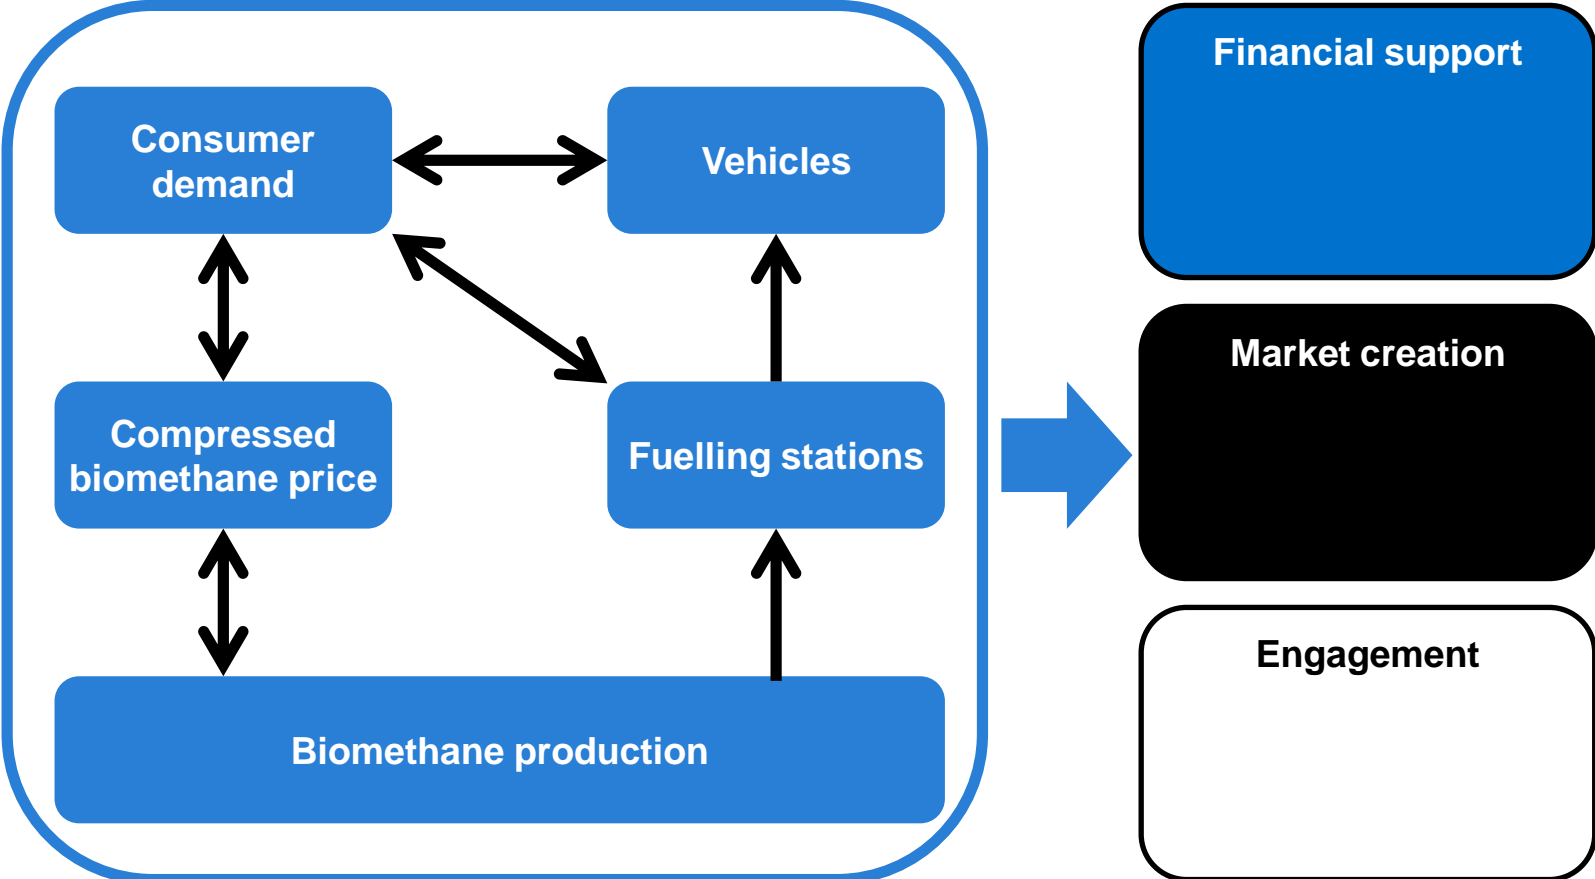 Consumer
demand
Vehicles
Compressed
biomethane price
Fuelling stations
Biomethane production
Financial support
Market creation
Engagement